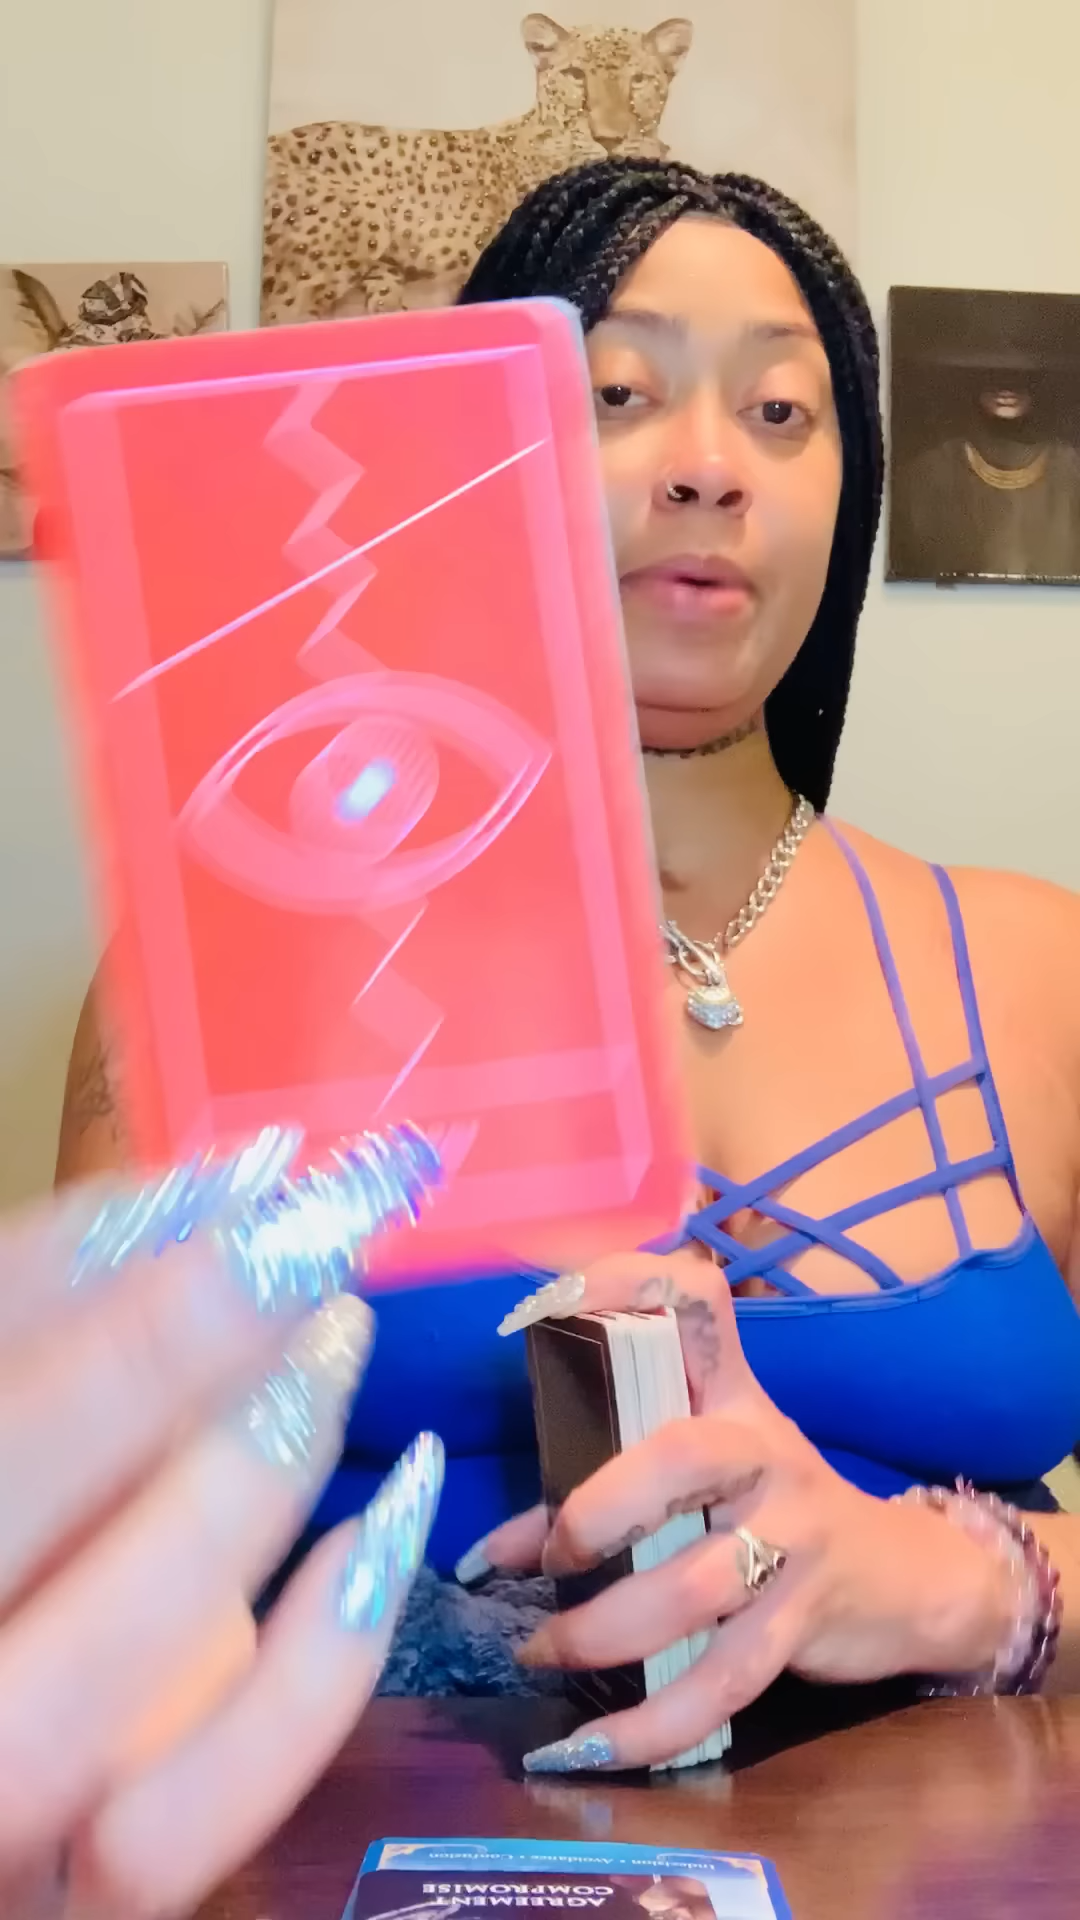 Indecision • Avoidance • Confusion
AGREEMENT
COMPROMISE